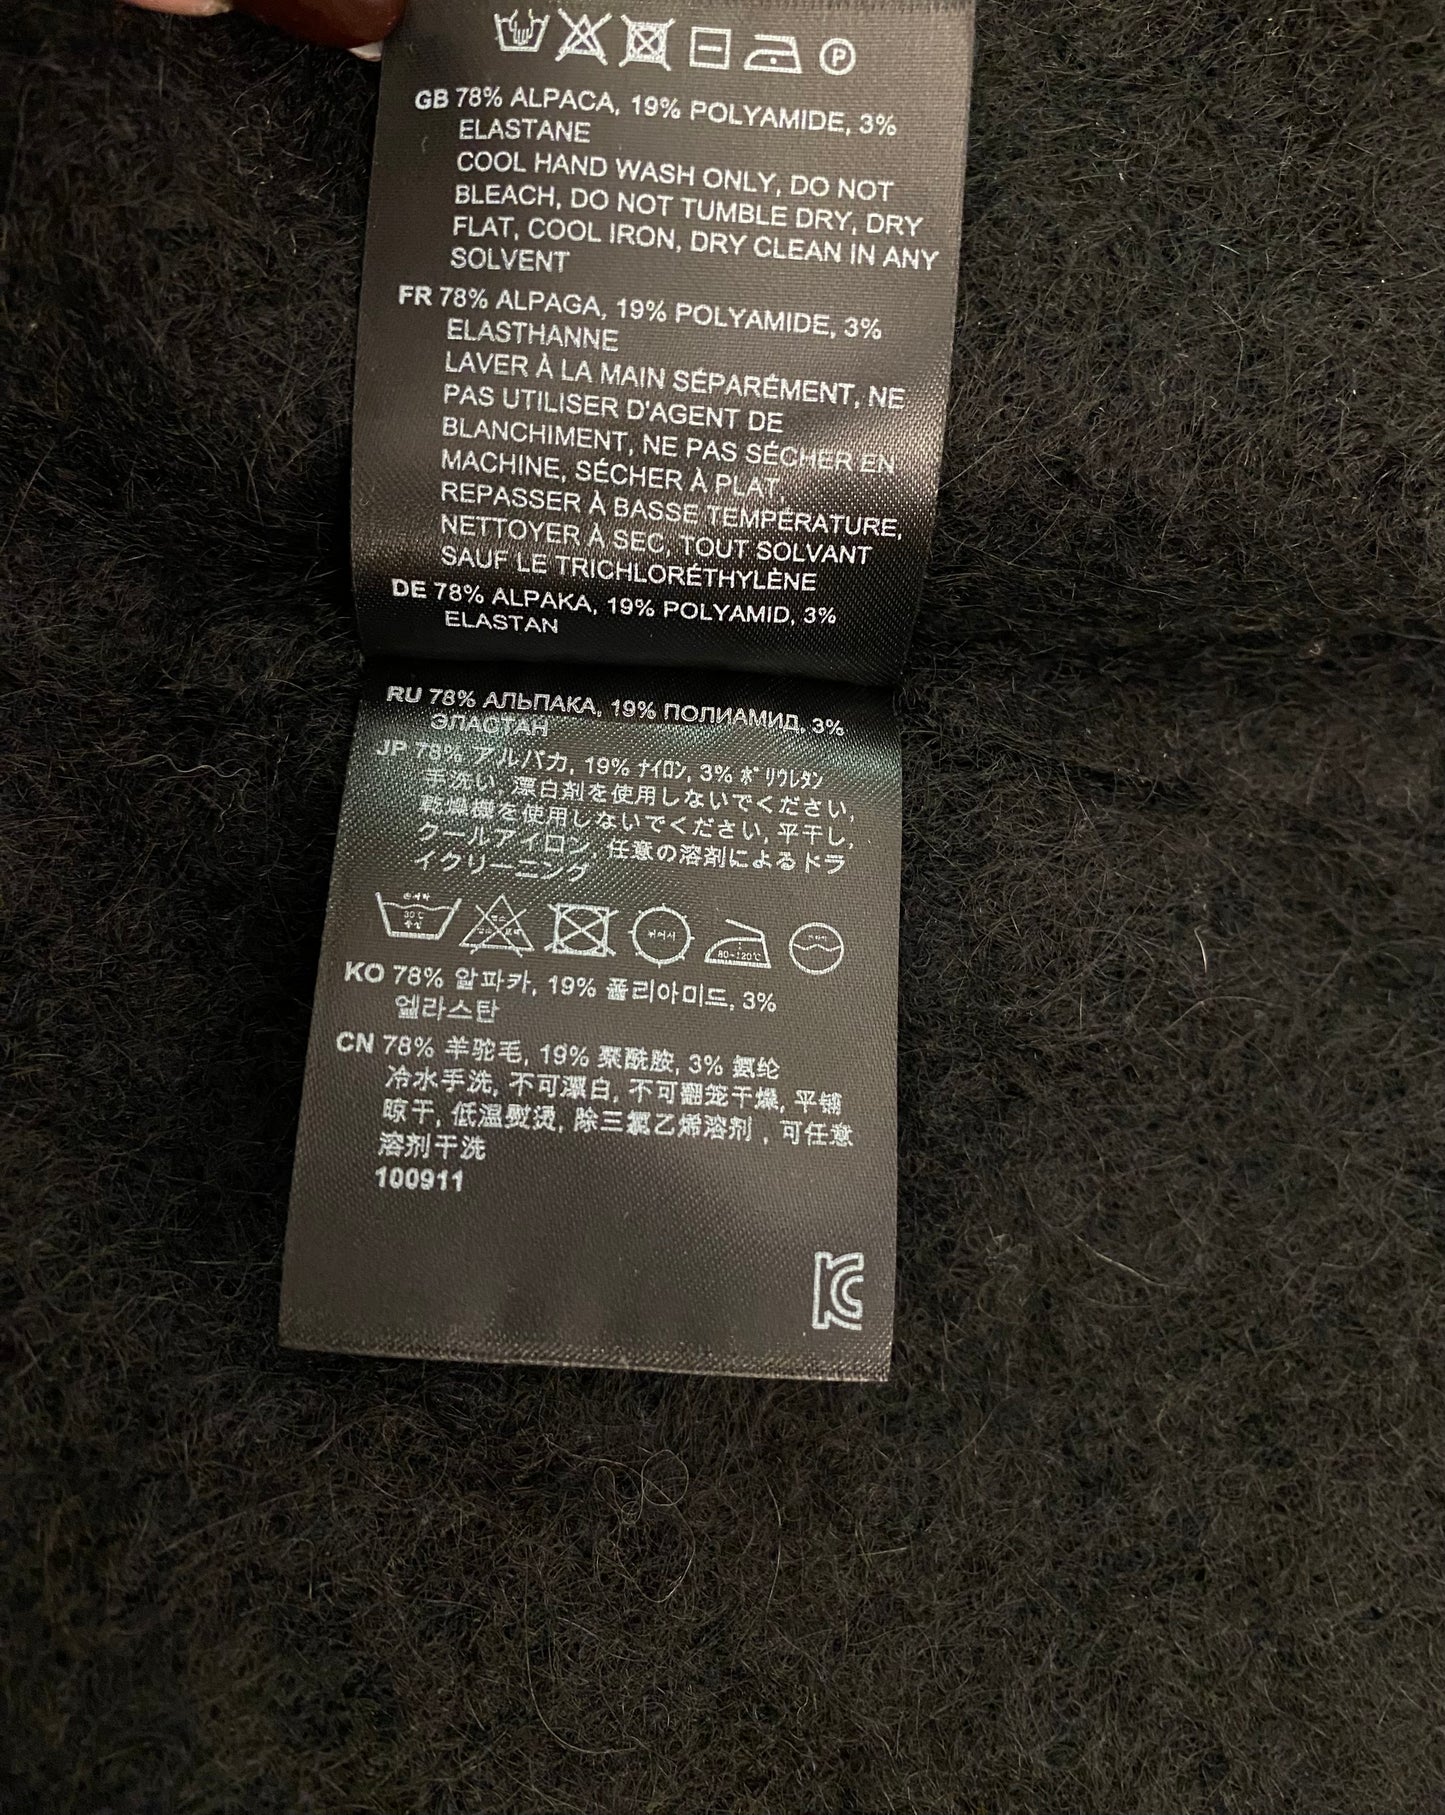 P
GB 78% ALPACA, 19% POLYAMIDE, 3%
ELASTANE
COOL HAND WASH ONLY, DO NOT
BLEACH, DO NOT TUMBLE DRY, DRY
FLAT, COOL IRON, DRY CLEAN IN ANY
SOLVENT
FR 78% ALPAGA, 19% POLYAMIDE, 3%
ELASTHANNE
LAVER À LA MAIN SÉPARÉMENT, NE
PAS UTILISER D'AGENT DE
BLANCHIMENT, NE PAS SÉCHER EN
MACHINE, SÉCHER À PLAT,
REPASSER À BASSE TEMPÉRATURE,
NETTOYER À SEC, TOUT SOLVANT
SAUF LE TRICHLORÉTHYLÈNE
DE 78% ALPAKA, 19% POLYAMID, 3%
ELASTAN
RU 78% АЛЬПАКА, 19% ПОЛИАМИД, 3%
ЭЛАСТАН
JP 78% アルパカ, 19% ﾅｲﾛﾝ, 3% ﾎﾟﾘｳﾚﾀﾝ
手洗い, 漂白剤を使用しないでください,
乾燥機を使用しないでください, 平干し,
クールアイロン, 任意の溶剤によるドラ
イクリーニング
30℃
80~120℃
KO 78% 알파카, 19% 폴리아미드, 3%
엘라스탄
CN 78% 羊驼毛, 19% 聚酰胺, 3% 氨纶
冷水手洗, 不可漂白, 不可翻笼干燥, 平铺
晾干, 低温熨烫, 除三氯乙烯溶剂, 可任意
溶剂干洗
100911